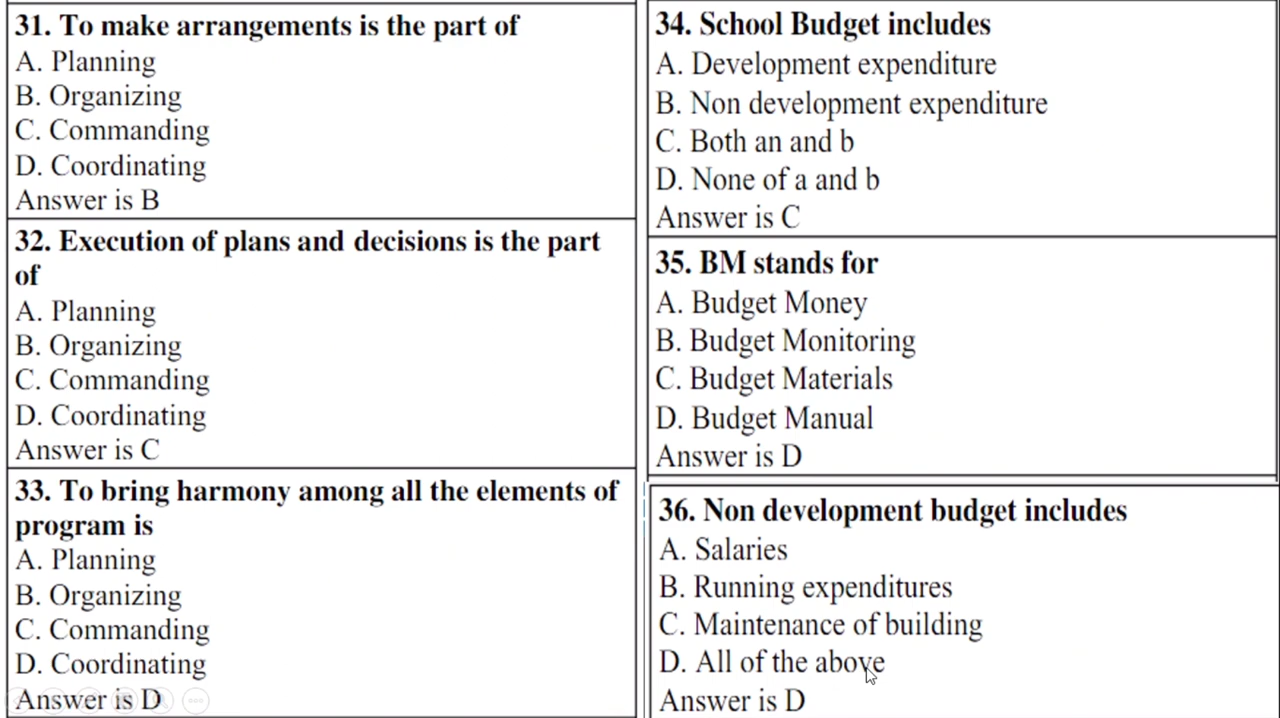 31. To make arrangements is the part of
A. Planning
B. Organizing
C. Commanding
D. Coordinating
Answer is B
32. Execution of plans and decisions is the part
of
A. Planning
B. Organizing
C. Commanding
D. Coordinating
Answer is C
33. To bring harmony among all the elements of
program is
A. Planning
B. Organizing
C. Commanding
D. Coordinating
Answer is D
34. School Budget includes
A. Development expenditure
B. Non development expenditure
C. Both an and b
D. None of a and b
Answer is C
35. BM stands for
A. Budget Money
B. Budget Monitoring
C. Budget Materials
D. Budget Manual
Answer is D
36. Non development budget includes
A. Salaries
B. Running expenditures
C. Maintenance of building
D. All of the above
Answer is D